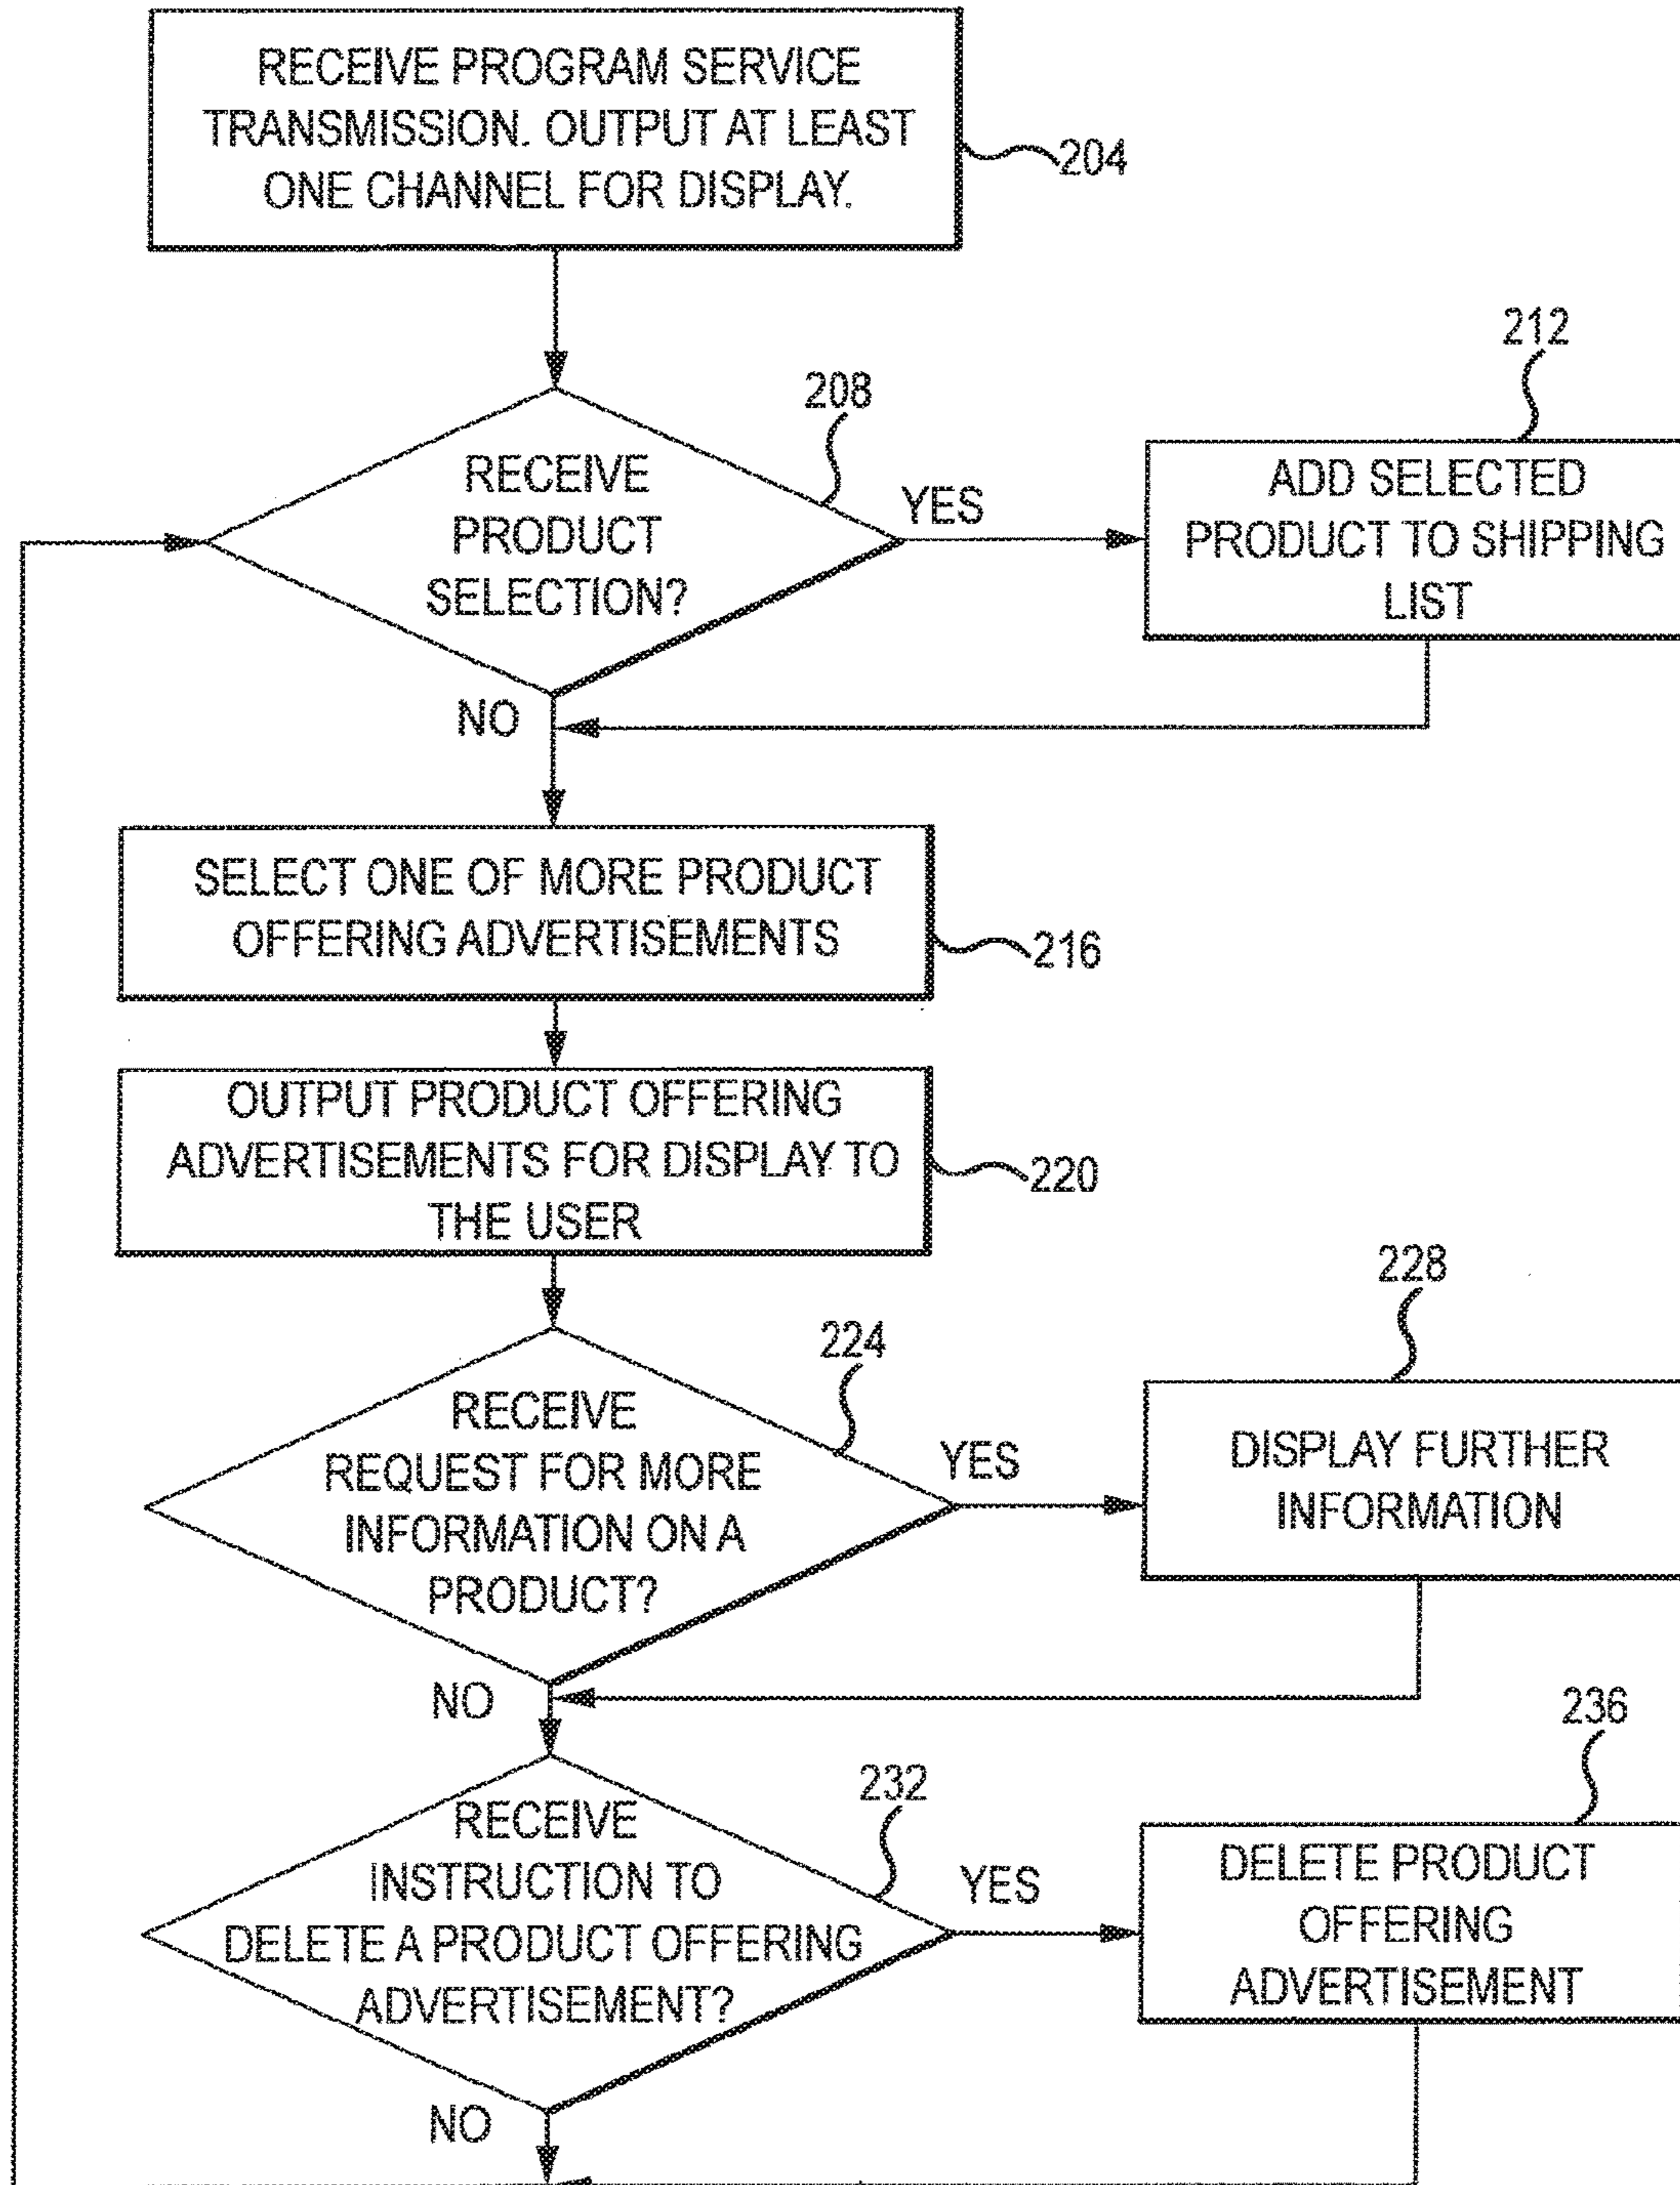 RECEIVE PROGRAM SERVICE
TRANSMISSION. OUTPUT AT LEAST
ONE CHANNEL FOR DISPLAY.
204
208
RECEIVE
PRODUCT
SELECTION?
YES
212
ADD SELECTED
PRODUCT TO SHIPPING
LIST
NO
SELECT ONE OF MORE PRODUCT
OFFERING ADVERTISEMENTS
216
OUTPUT PRODUCT OFFERING
ADVERTISEMENTS FOR DISPLAY TO
THE USER
220
224
RECEIVE
REQUEST FOR MORE
INFORMATION ON A
PRODUCT?
YES
228
DISPLAY FURTHER
INFORMATION
NO
232
RECEIVE
INSTRUCTION TO
DELETE A PRODUCT OFFERING
ADVERTISEMENT?
YES
236
DELETE PRODUCT
OFFERING
ADVERTISEMENT
NO